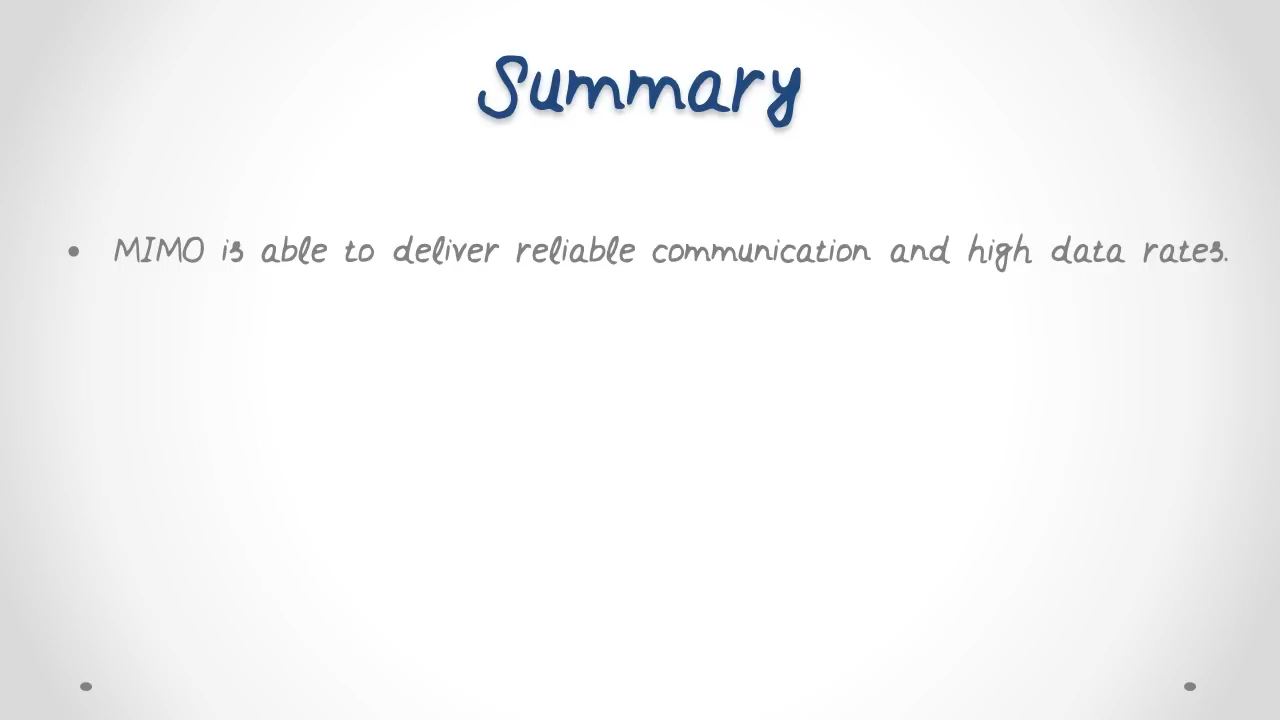 Summary
• MIMO is able to deliver reliable communication and high data rates.